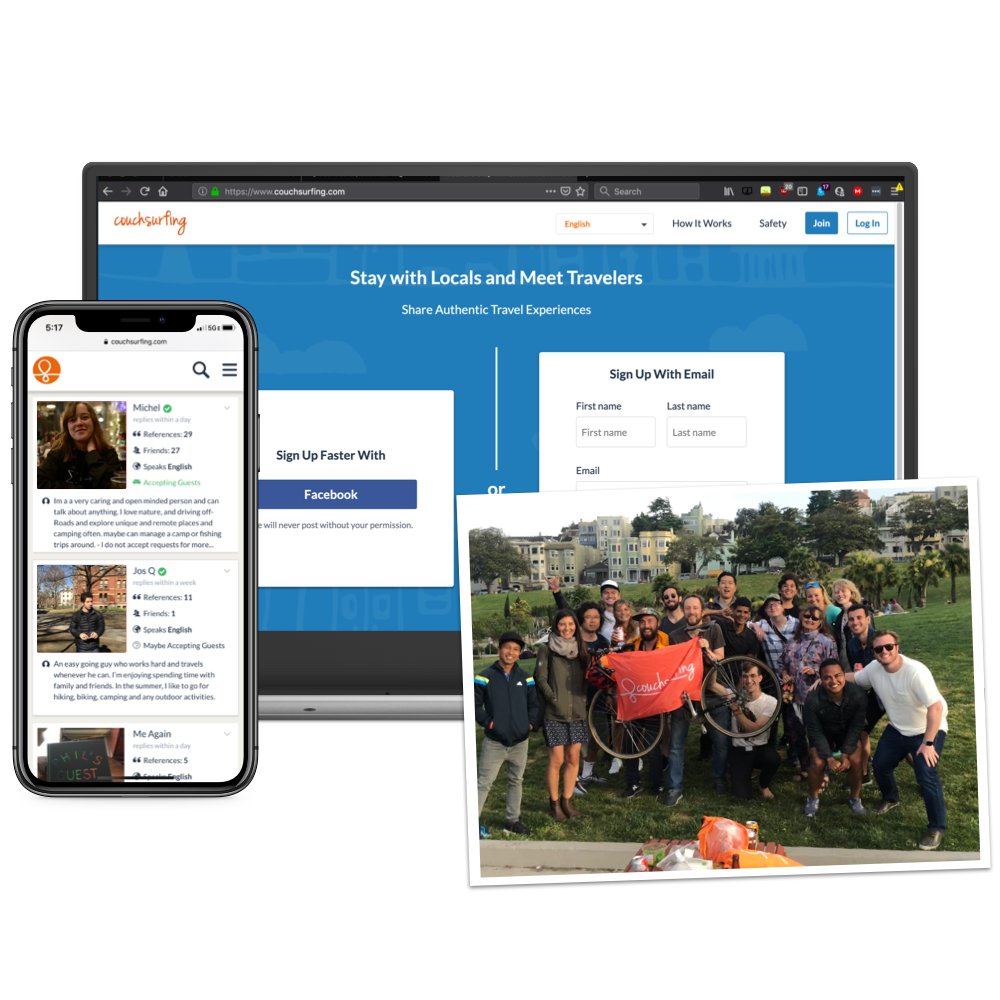 https://www.couchsurfing.com
Search
20
17
couchsurfing
English
How It Works
Safety
Join
Log In
Stay with Locals and Meet Travelers
Share Authentic Travel Experiences
Sign Up Faster With
Facebook
e will never post without your permission.
or
Sign Up With Email
First name
Last name
First name
Last name
Email
5:17
5G
couchsurfing.com
Michel
replies within a day
References: 29
Friends: 27
Speaks English
Accepting Guests
Im a a very caring and open minded person and can
talk about anything. I love nature, and driving off-
Roads and explore unique and remote places and
camping often. maybe can manage a camp or fishing
trips around. - I do not accept requests for more...
Jos Q
replies within a week
References: 11
Friends: 1
Speaks English
Maybe Accepting Guests
An easy going guy who works hard and travels
whenever he can. I'm enjoying spending time with
family and friends. In the summer, I like to go for
hiking, biking, camping and any outdoor activities.
Me Again
replies within a day
References: 5
Speaks English
GUEST
couchsurfing